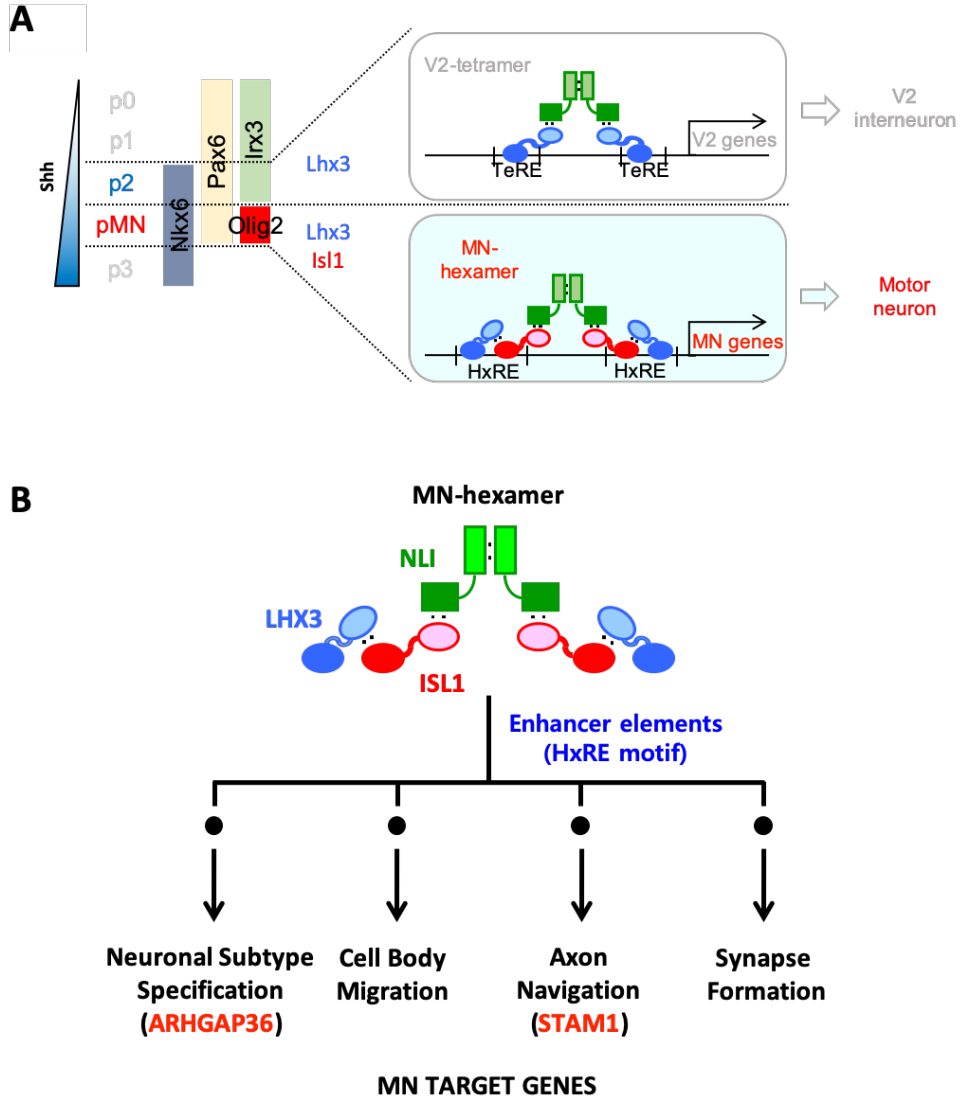 A
V2-tetramer
TeRE
TeRE
V2 genes
V2
interneuron
Shh
p0
p1
p2
pMN
p3
Nkx6
Pax6
Irx3
Olig2
Lhx3
Lhx3
Isl1
MN-
hexamer
HxRE
HxRE
MN genes
Motor
neuron
B
MN-hexamer
NLI
LHX3
ISL1
Enhancer elements
(HxRE motif)
Neuronal Subtype
Specification
(ARHGAP36)
Cell Body
Migration
Axon
Navigation
(STAM1)
Synapse
Formation
MN TARGET GENES